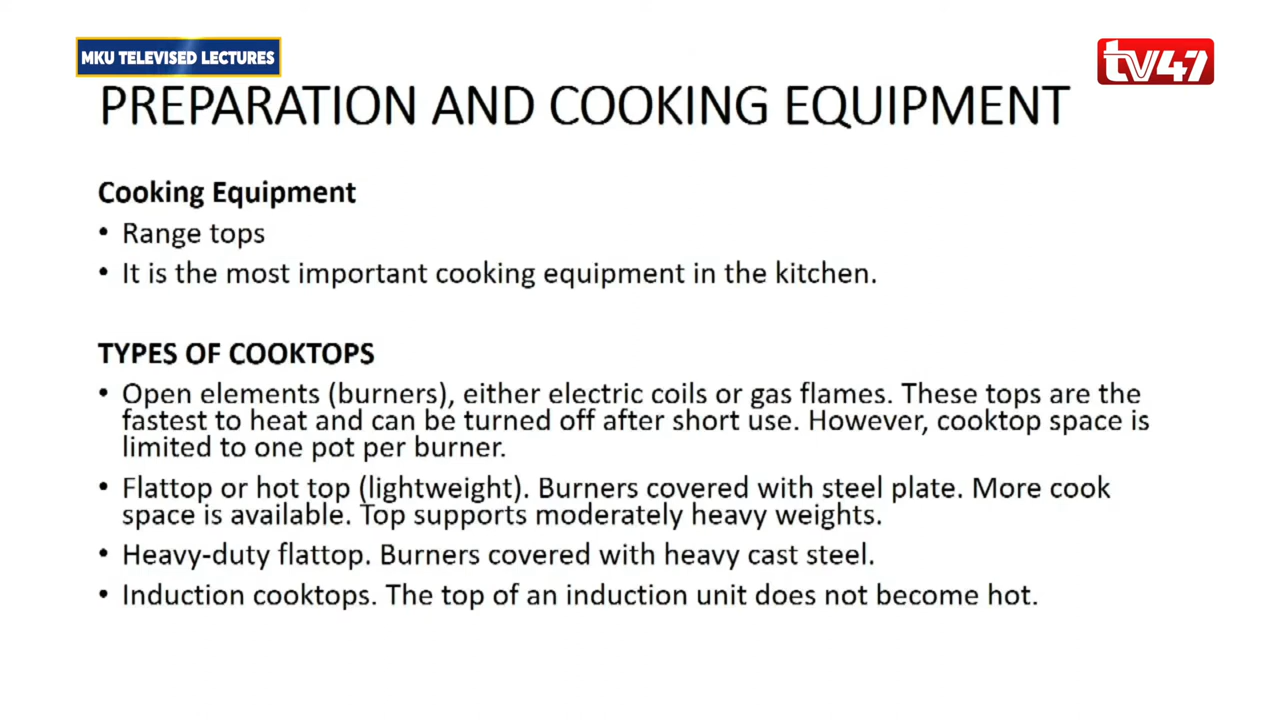 MKU TELEVISED LECTURES
tv47
PREPARATION AND COOKING EQUIPMENT
Cooking Equipment
• Range tops
• It is the most important cooking equipment in the kitchen.
TYPES OF COOKTOPS
• Open elements (burners), either electric coils or gas flames. These tops are the
fastest to heat and can be turned off after short use. However, cooktop space is
limited to one pot per burner.
• Flattop or hot top (lightweight). Burners covered with steel plate. More cook
space is available. Top supports moderately heavy weights.
• Heavy-duty flattop. Burners covered with heavy cast steel.
• Induction cooktops. The top of an induction unit does not become hot.